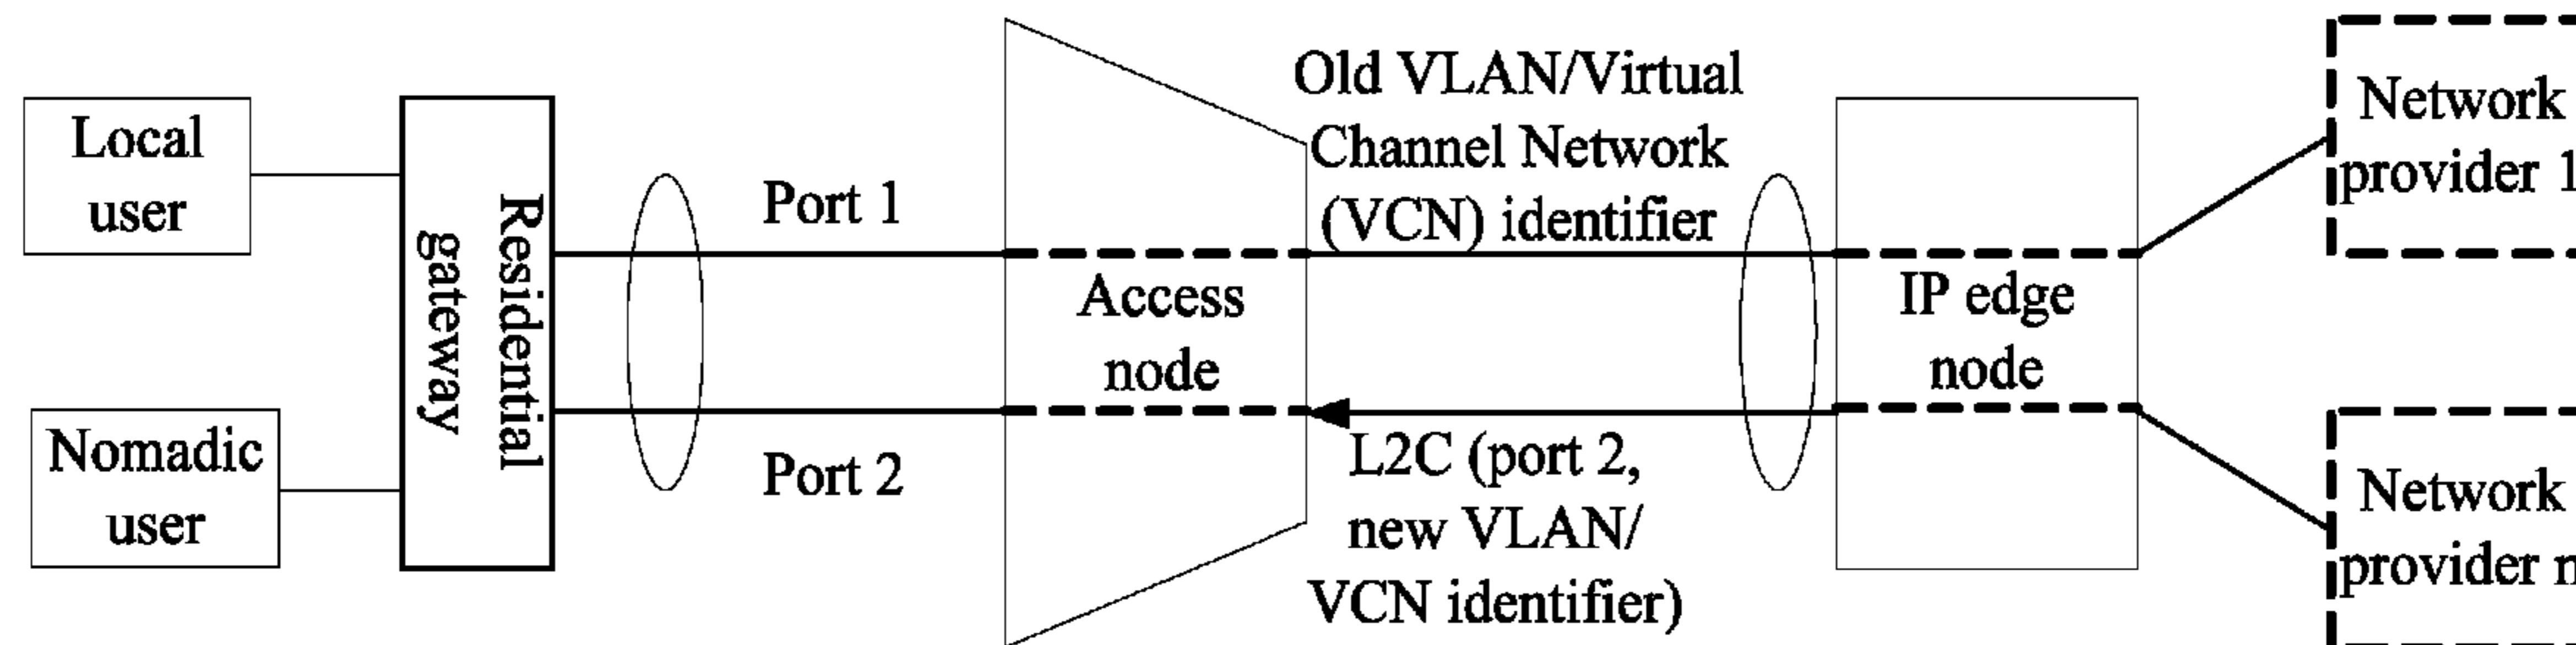 Local
user
Nomadic
user
Residential
gateway
Port 1
Port 2
Access
node
Old VLAN/Virtual
Channel Network
(VCN) identifier
L2C (port 2,
new VLAN/
VCN identifier)
IP edge
node
Network
provider 1
Network
provider n